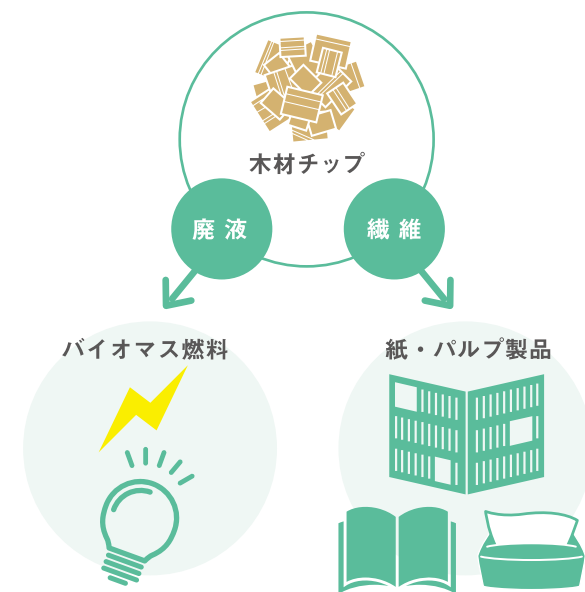 木材チップ
廃液
繊維
バイオマス燃料
紙・パルプ製品